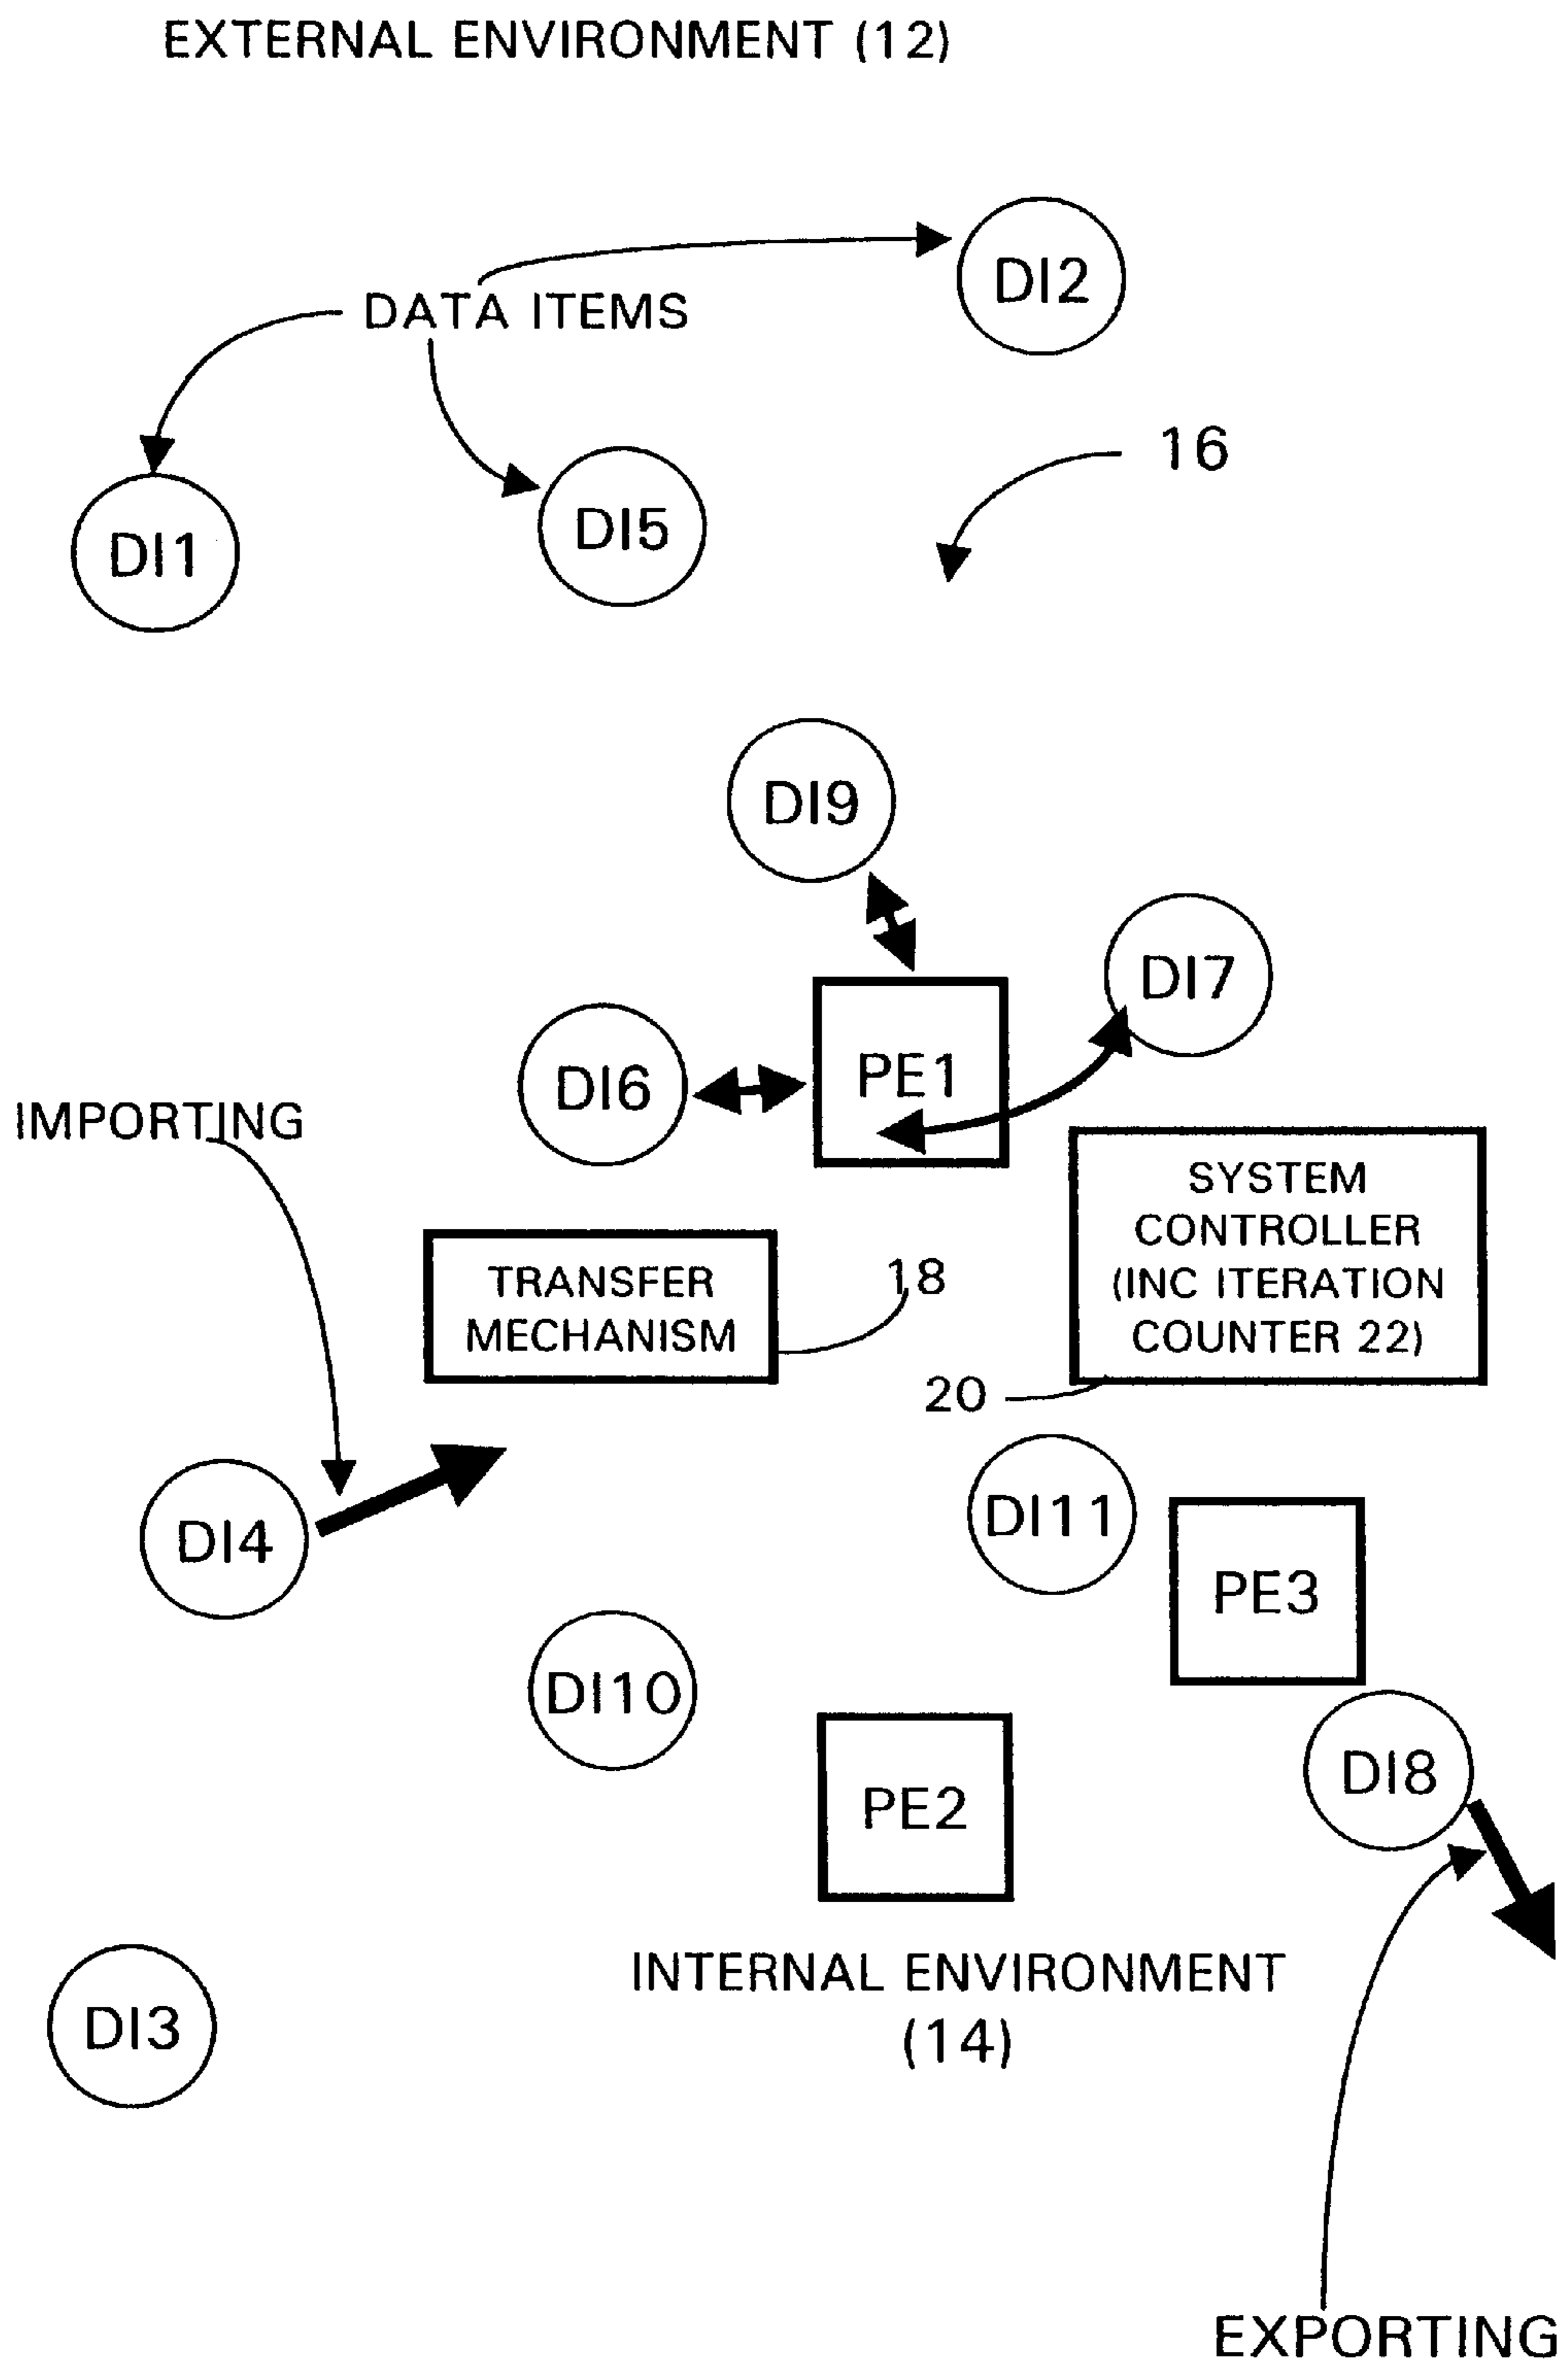 EXTERNAL ENVIRONMENT (12)
DI2
DATA ITEMS
16
DI1
DI5
DI9
DI7
PE1
DI6
IMPORTING
SYSTEM
CONTROLLER
(INC ITERATION
COUNTER 22)
TRANSFER
MECHANISM
18
20
DI11
DI4
PE3
DI10
DI8
PE2
INTERNAL ENVIRONMENT
(14)
DI3
EXPORTING